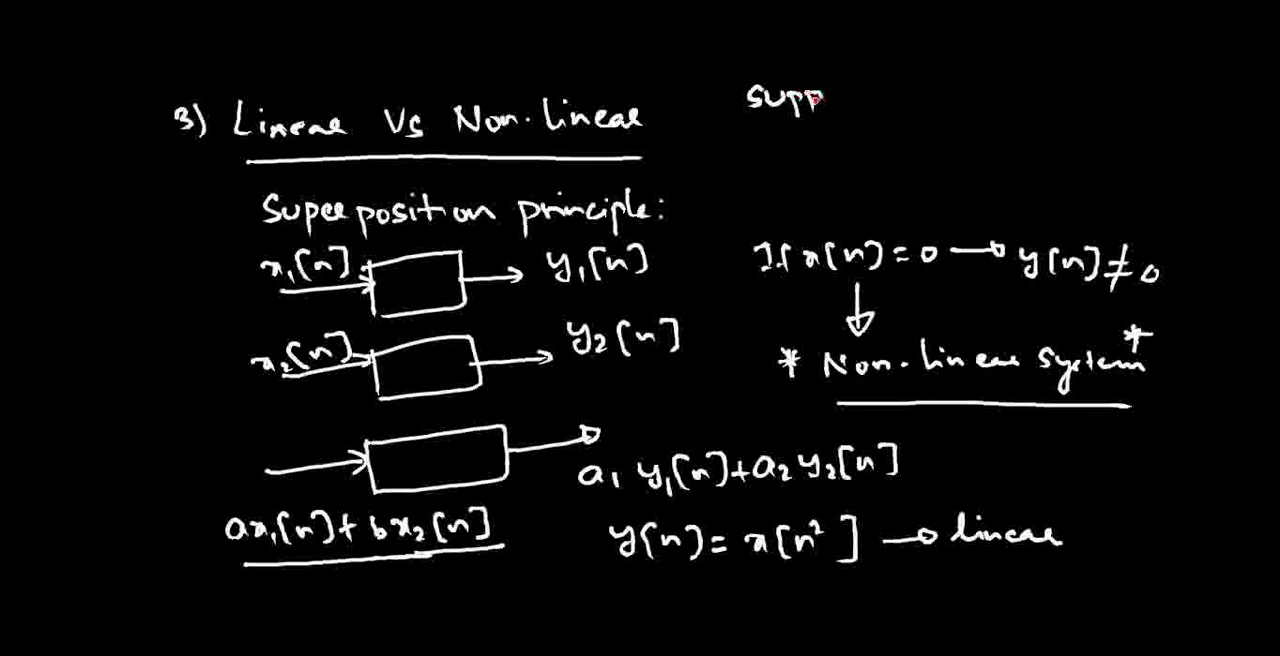 3) Linear Vs Non-linear
Superposition principle:
x₁[n]
y₁[n]
x₂[n]
y₂[n]
a₁ y₁[n]+a₂ y₂[n]
ax₁[n]+ bx₂[n]
y[n]= x[n²] → linear
supp
If x[n]=0 → y[n]≠0
↓
* Non-linear system*